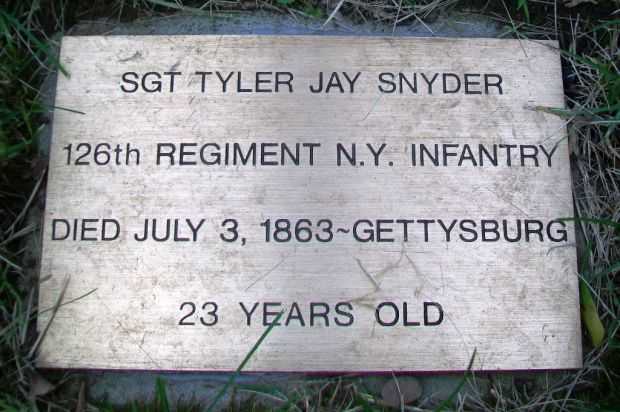 SGT TYLER JAY SNYDER
126th REGIMENT N.Y. INFANTRY
DIED JULY 3, 1863~GETTYSBURG
23 YEARS OLD